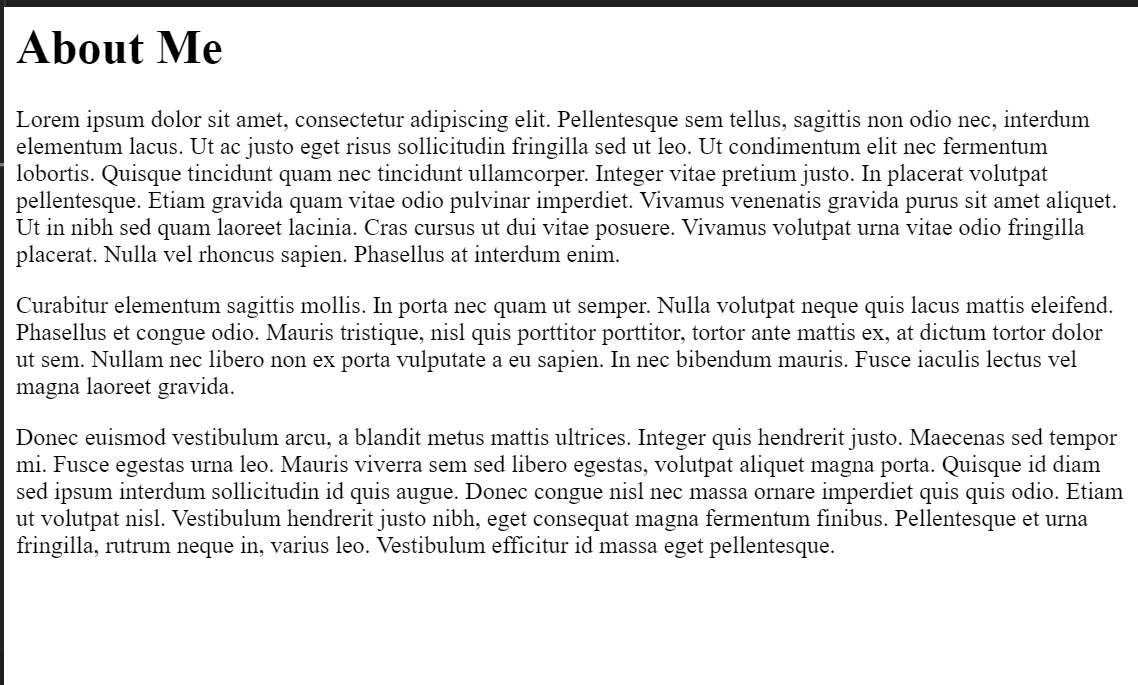 About Me
Lorem ipsum dolor sit amet, consectetur adipiscing elit. Pellentesque sem tellus, sagittis non odio nec, interdum
elementum lacus. Ut ac justo eget risus sollicitudin fringilla sed ut leo. Ut condimentum elit nec fermentum
lobortis. Quisque tincidunt quam nec tincidunt ullamcorper. Integer vitae pretium justo. In placerat volutpat
pellentesque. Etiam gravida quam vitae odio pulvinar imperdiet. Vivamus venenatis gravida purus sit amet aliquet.
Ut in nibh sed quam laoreet lacinia. Cras cursus ut dui vitae posuere. Vivamus volutpat urna vitae odio fringilla
placerat. Nulla vel rhoncus sapien. Phasellus at interdum enim.
Curabitur elementum sagittis mollis. In porta nec quam ut semper. Nulla volutpat neque quis lacus mattis eleifend.
Phasellus et congue odio. Mauris tristique, nisl quis porttitor porttitor, tortor ante mattis ex, at dictum tortor dolor
ut sem. Nullam nec libero non ex porta vulputate a eu sapien. In nec bibendum mauris. Fusce iaculis lectus vel
magna laoreet gravida.
Donec euismod vestibulum arcu, a blandit metus mattis ultrices. Integer quis hendrerit justo. Maecenas sed tempor
mi. Fusce egestas urna leo. Mauris viverra sem sed libero egestas, volutpat aliquet magna porta. Quisque id diam
sed ipsum interdum sollicitudin id quis augue. Donec congue nisl nec massa ornare imperdiet quis quis odio. Etiam
ut volutpat nisl. Vestibulum hendrerit justo nibh, eget consequat magna fermentum finibus. Pellentesque et urna
fringilla, rutrum neque in, varius leo. Vestibulum efficitur id massa eget pellentesque.